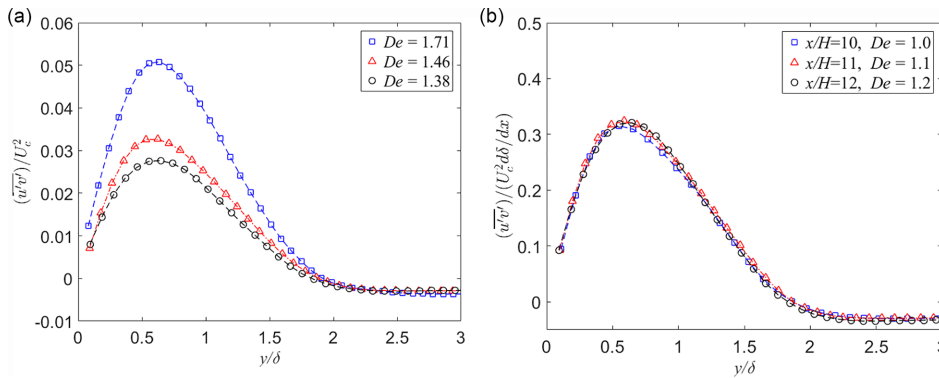 (a)
0.06
0.05
0.04
0.03
0.02
0.01
0
-0.01
(u'v')/U_c^2
0 0.5 1 1.5 2 2.5 3
y/δ
De = 1.71
De = 1.46
De = 1.38
(b)
0.5
0.4
0.3
0.2
0.1
0
(u'v')/(U_c^2dδ/dx)
0 0.5 1 1.5 2 2.5 3
y/δ
x/H=10, De = 1.0
x/H=11, De = 1.1
x/H=12, De = 1.2